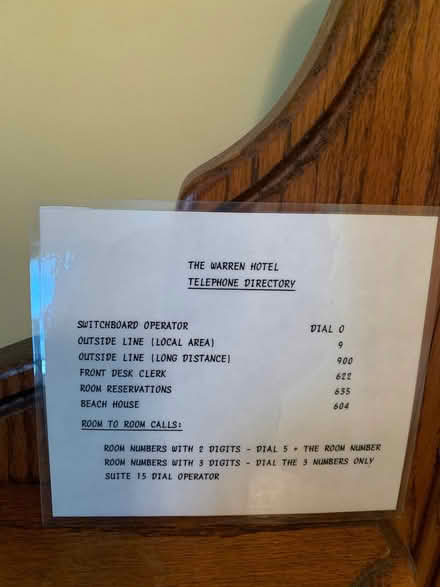 THE WARREN HOTEL
TELEPHONE DIRECTORY
SWITCHBOARD OPERATOR DIAL 0
OUTSIDE LINE (LOCAL AREA) 9
OUTSIDE LINE (LONG DISTANCE) 900
FRONT DESK CLERK 622
ROOM RESERVATIONS 635
BEACH HOUSE 604
ROOM TO ROOM CALLS:
ROOM NUMBERS WITH 2 DIGITS - DIAL 5 + THE ROOM NUMBER
ROOM NUMBERS WITH 3 DIGITS - DIAL THE 3 NUMBERS ONLY
SUITE 15 DIAL OPERATOR